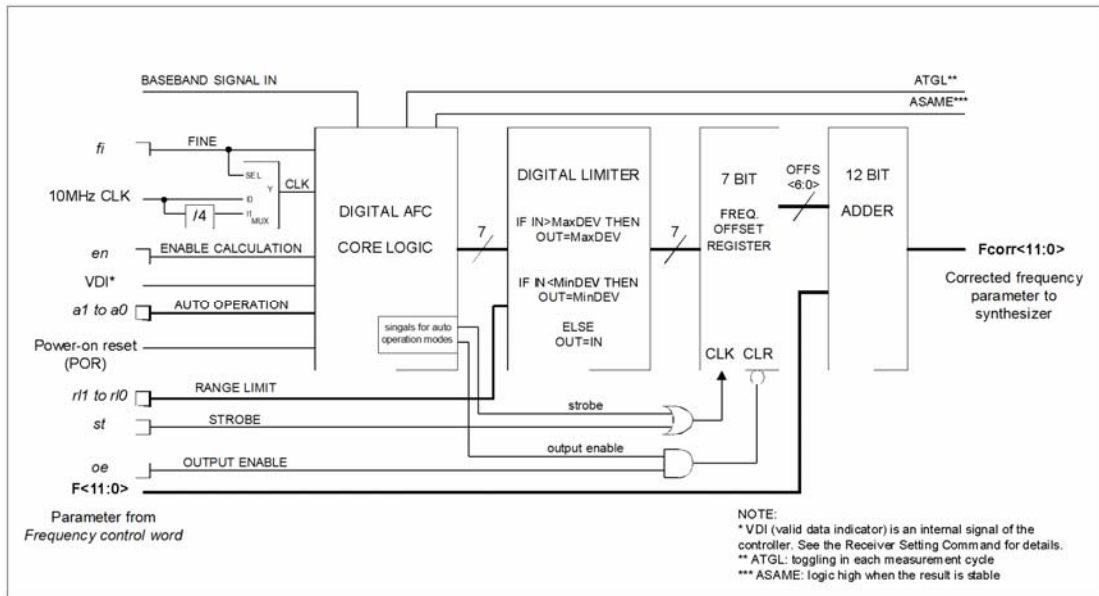 BASEBAND SIGNAL IN
ATGL**
ASAME***
fi
FINE
SEL
Y
CLK
10MHz CLK
I0
/4
I1
MUX
en
ENABLE CALCULATION
VDI*
a1 to a0
AUTO OPERATION
Power-on reset
(POR)
DIGITAL AFC
CORE LOGIC
singals for auto
operation modes
7
DIGITAL LIMITER
IF IN>MaxDEV THEN
OUT=MaxDEV
IF IN<MinDEV THEN
OUT=MinDEV
ELSE
OUT=IN
7
7 BIT
FREQ.
OFFSET
REGISTER
CLK CLR
OFFS
<6:0>
12 BIT
ADDER
Fcorr<11:0>
Corrected frequency
parameter to
synthesizer
rl1 to rl0
RANGE LIMIT
st
STROBE
strobe
oe
OUTPUT ENABLE
output enable
F<11:0>
Parameter from
Frequency control word
NOTE:
* VDI (valid data indicator) is an internal signal of the
controller. See the Receiver Setting Command for details.
** ATGL: toggling in each measurement cycle
*** ASAME: logic high when the result is stable